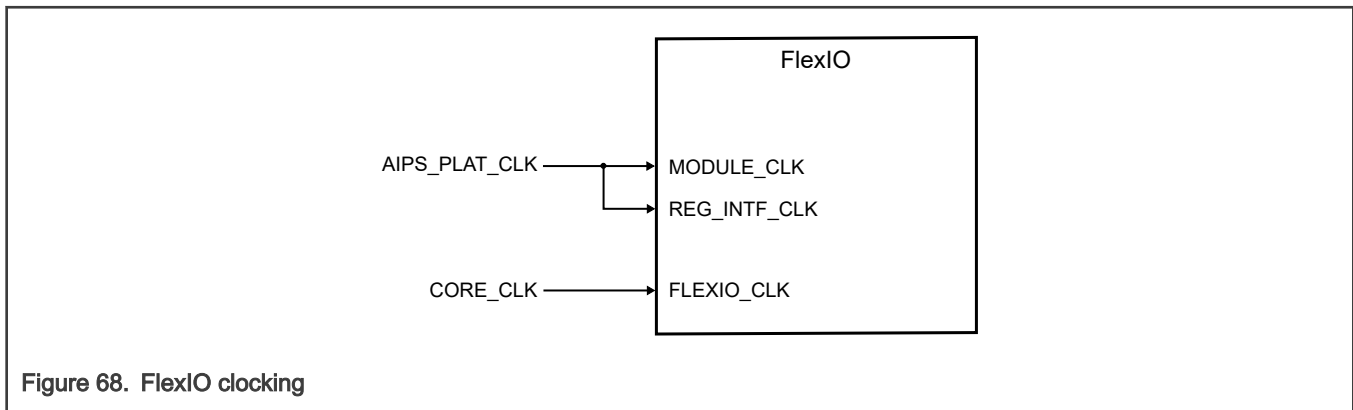 FlexIO
AIPS_PLAT_CLK
MODULE_CLK
REG_INTF_CLK
CORE_CLK
FLEXIO_CLK
Figure 68. FlexIO clocking